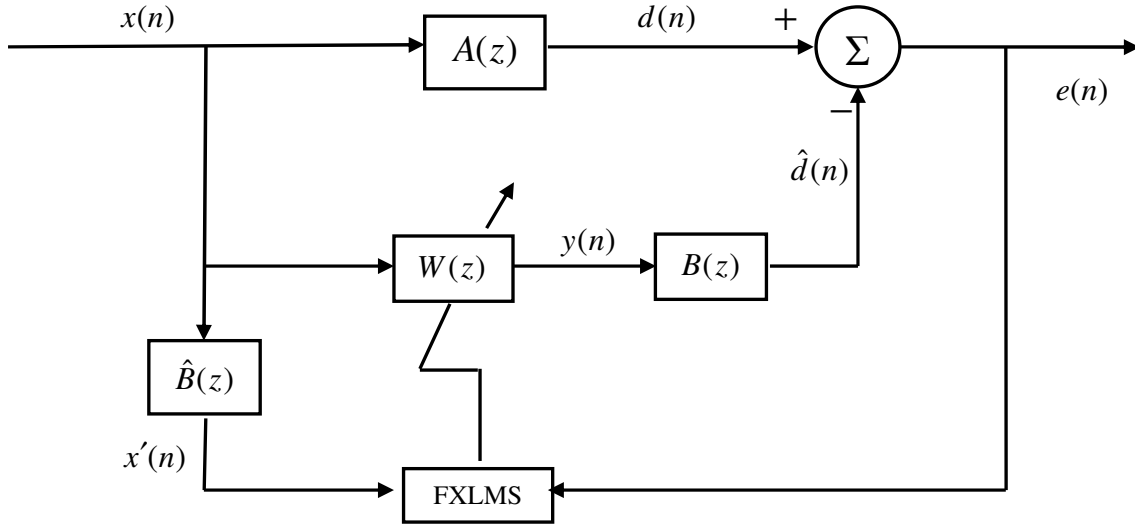 x(n)
d(n)
+
A(z)
Σ
e(n)
−
d̂(n)
y(n)
W(z)
B(z)
B̂(z)
x′(n)
FXLMS